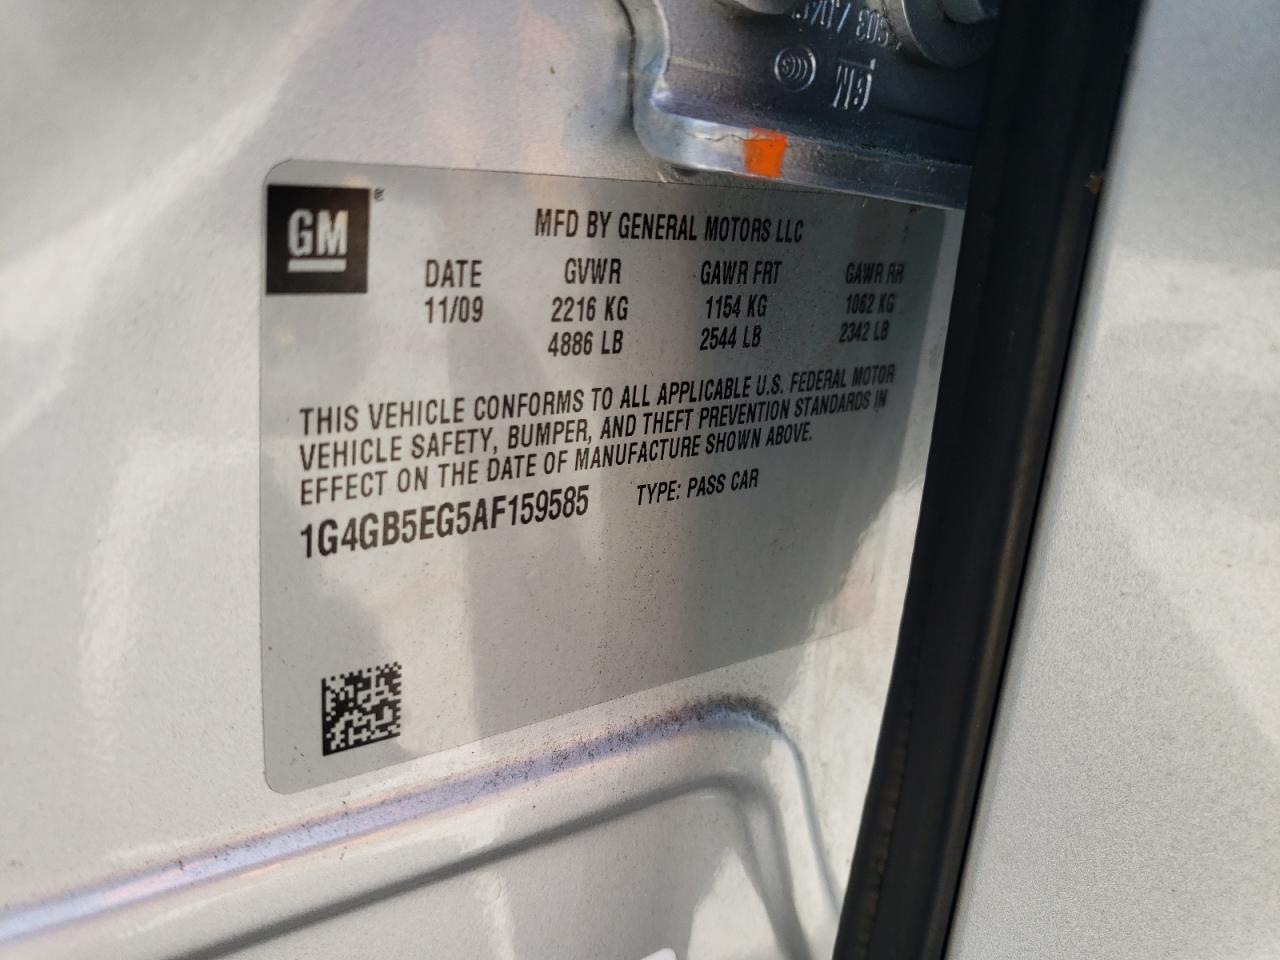 GM
GM ®
MFD BY GENERAL MOTORS LLC
DATE GVWR GAWR FRT GAWR RR
11/09 2216 KG 1154 KG 1062 KG
4886 LB 2544 LB 2342 LB
THIS VEHICLE CONFORMS TO ALL APPLICABLE U.S. FEDERAL MOTOR
VEHICLE SAFETY, BUMPER, AND THEFT PREVENTION STANDARDS IN
EFFECT ON THE DATE OF MANUFACTURE SHOWN ABOVE.
1G4GB5EG5AF159585 TYPE: PASS CAR